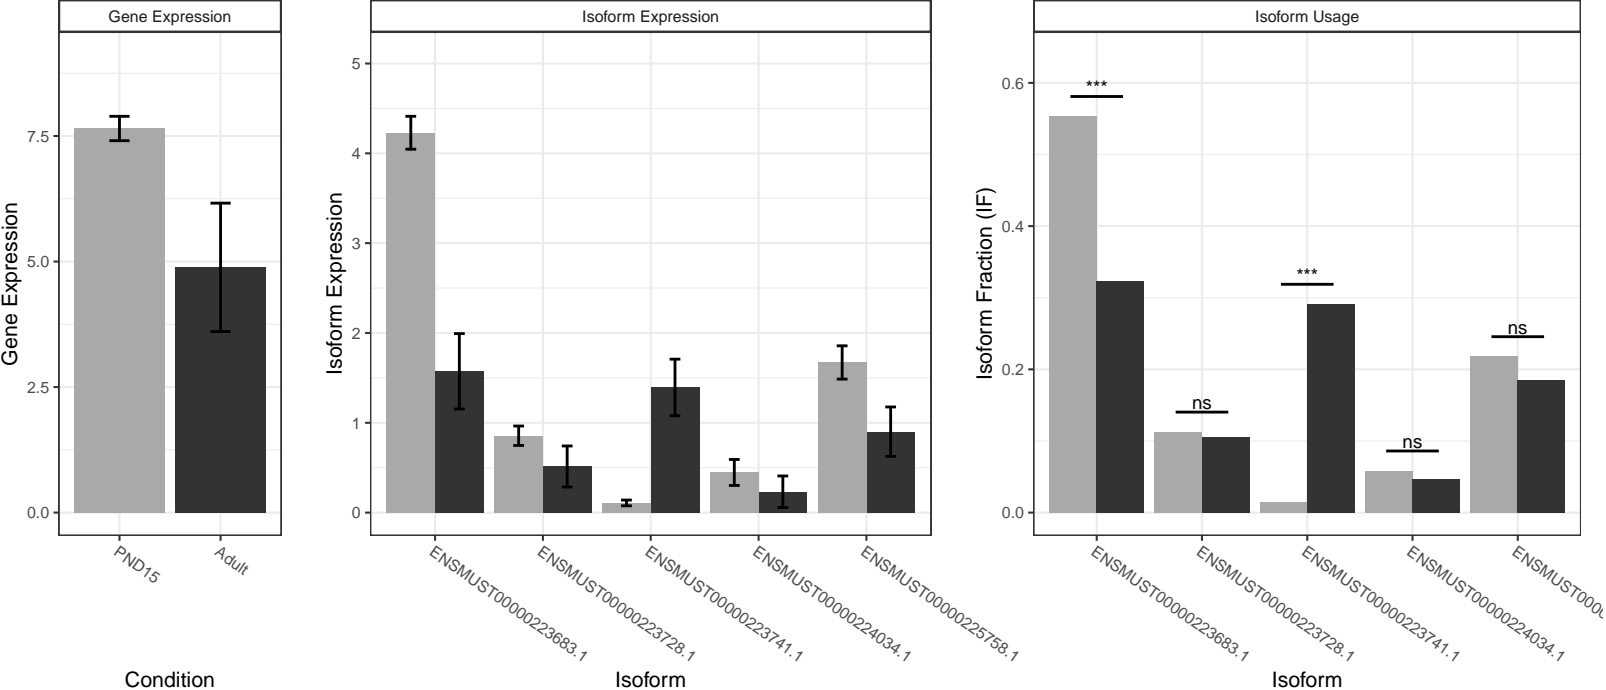 Gene Expression
Isoform Expression
Isoform Usage
Gene Expression
7.5
5.0
2.5
0.0
PND15
Adult
Condition
Isoform Expression
5
4
3
2
1
0
ENSMUST00000223683.1
ENSMUST00000223728.1
ENSMUST00000223741.1
ENSMUST00000224034.1
ENSMUST00000225758.1
Isoform
Isoform Fraction (IF)
0.6
0.4
0.2
0.0
***
ns
***
ns
ns
ENSMUST00000223683.1
ENSMUST00000223728.1
ENSMUST00000223741.1
ENSMUST00000224034.1
Isoform